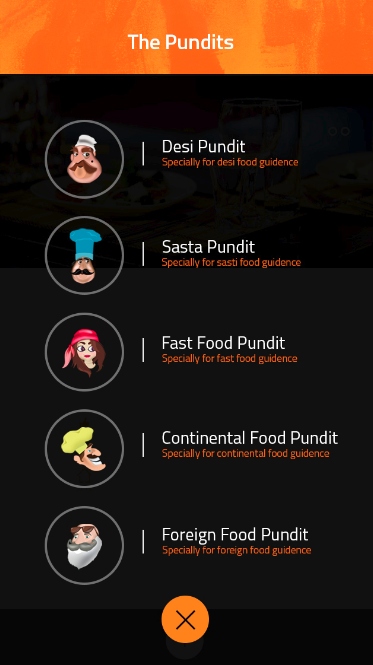 The Pundits
Desi Pundit
Specially for desi food guidence
Sasta Pundit
Specially for sasti food guidence
Fast Food Pundit
Specially for fast food guidence
Continental Food Pundit
Specially for continental food guidence
Foreign Food Pundit
Specially for foreign food guidence